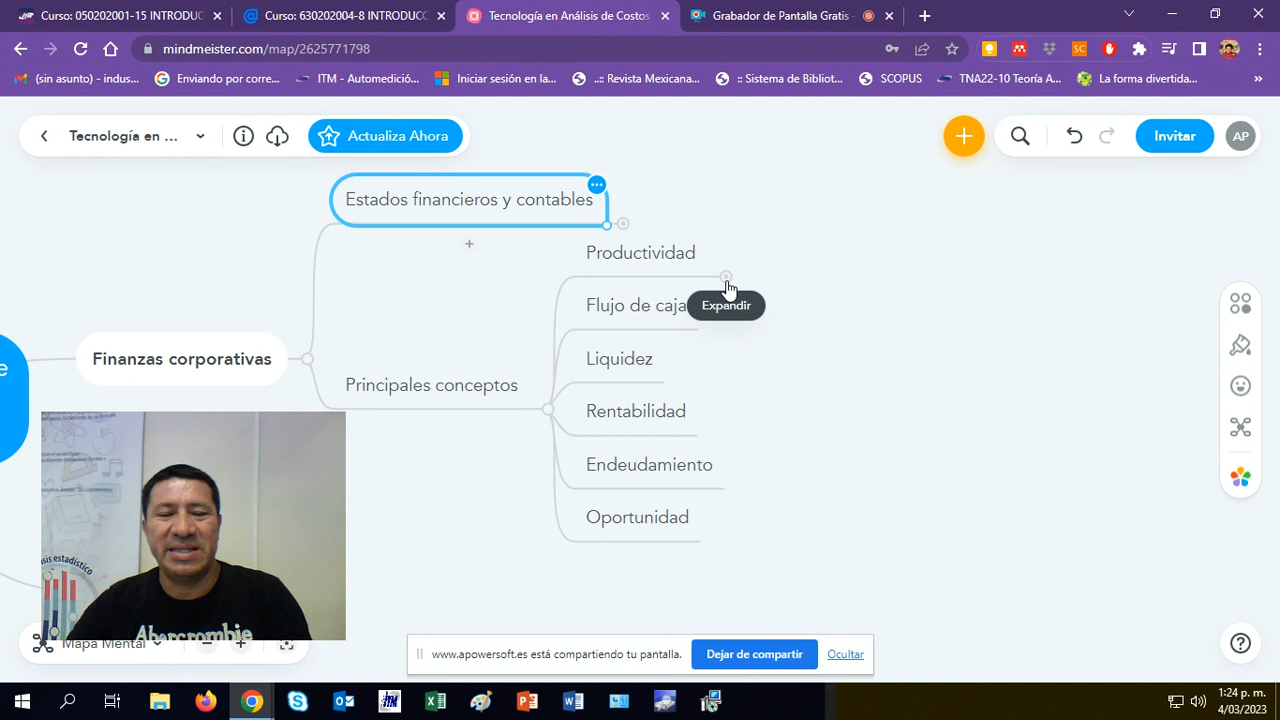 Curso: 050202001-15 INTRODUC
Curso: 630202004-8 INTRODUCC
Tecnología en Análisis de Costos
Grabador de Pantalla Gratis -
mindmeister.com/map/2625771798
(sin asunto) - indus...
Enviando por corre...
ITM - Automedició...
Iniciar sesión en la...
..: Revista Mexicana...
:: Sistema de Bibliot...
SCOPUS
TNA22-10 Teoría A...
La forma divertida...
Tecnología en ...
Actualiza Ahora
Invitar
AP
Estados financieros y contables
Productividad
Flujo de caja
Expandir
Liquidez
Finanzas corporativas
Principales conceptos
Rentabilidad
Endeudamiento
Oportunidad
e
Abercrombie
Mapa Mental
www.apowersoft.es está compartiendo tu pantalla.
Dejar de compartir
Ocultar
1:24 p. m.
4/03/2023